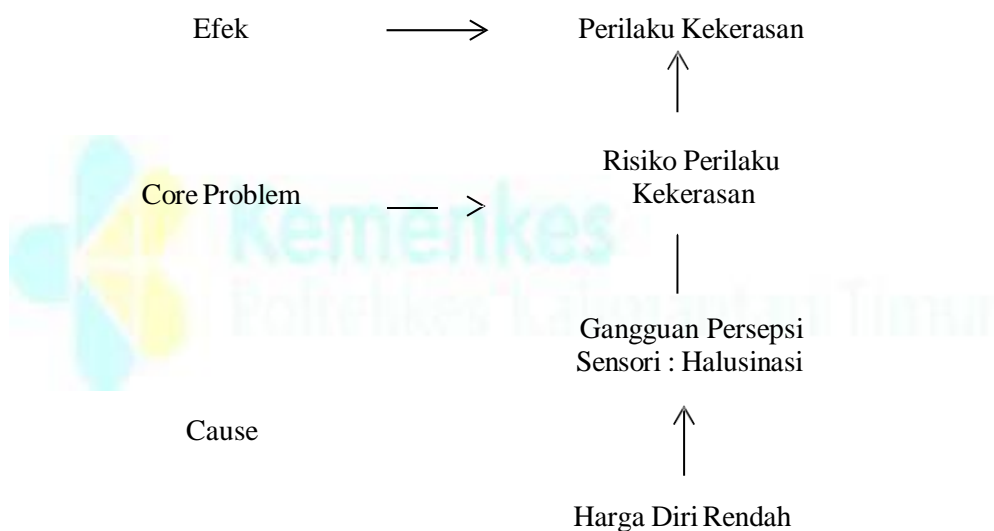 Efek Perilaku Kekerasan
Risiko Perilaku
Core Problem Kekerasan
Kemenkes
Poltekkes Kalimantan Timur
Gangguan Persepsi
Sensori : Halusinasi
Cause
Harga Diri Rendah